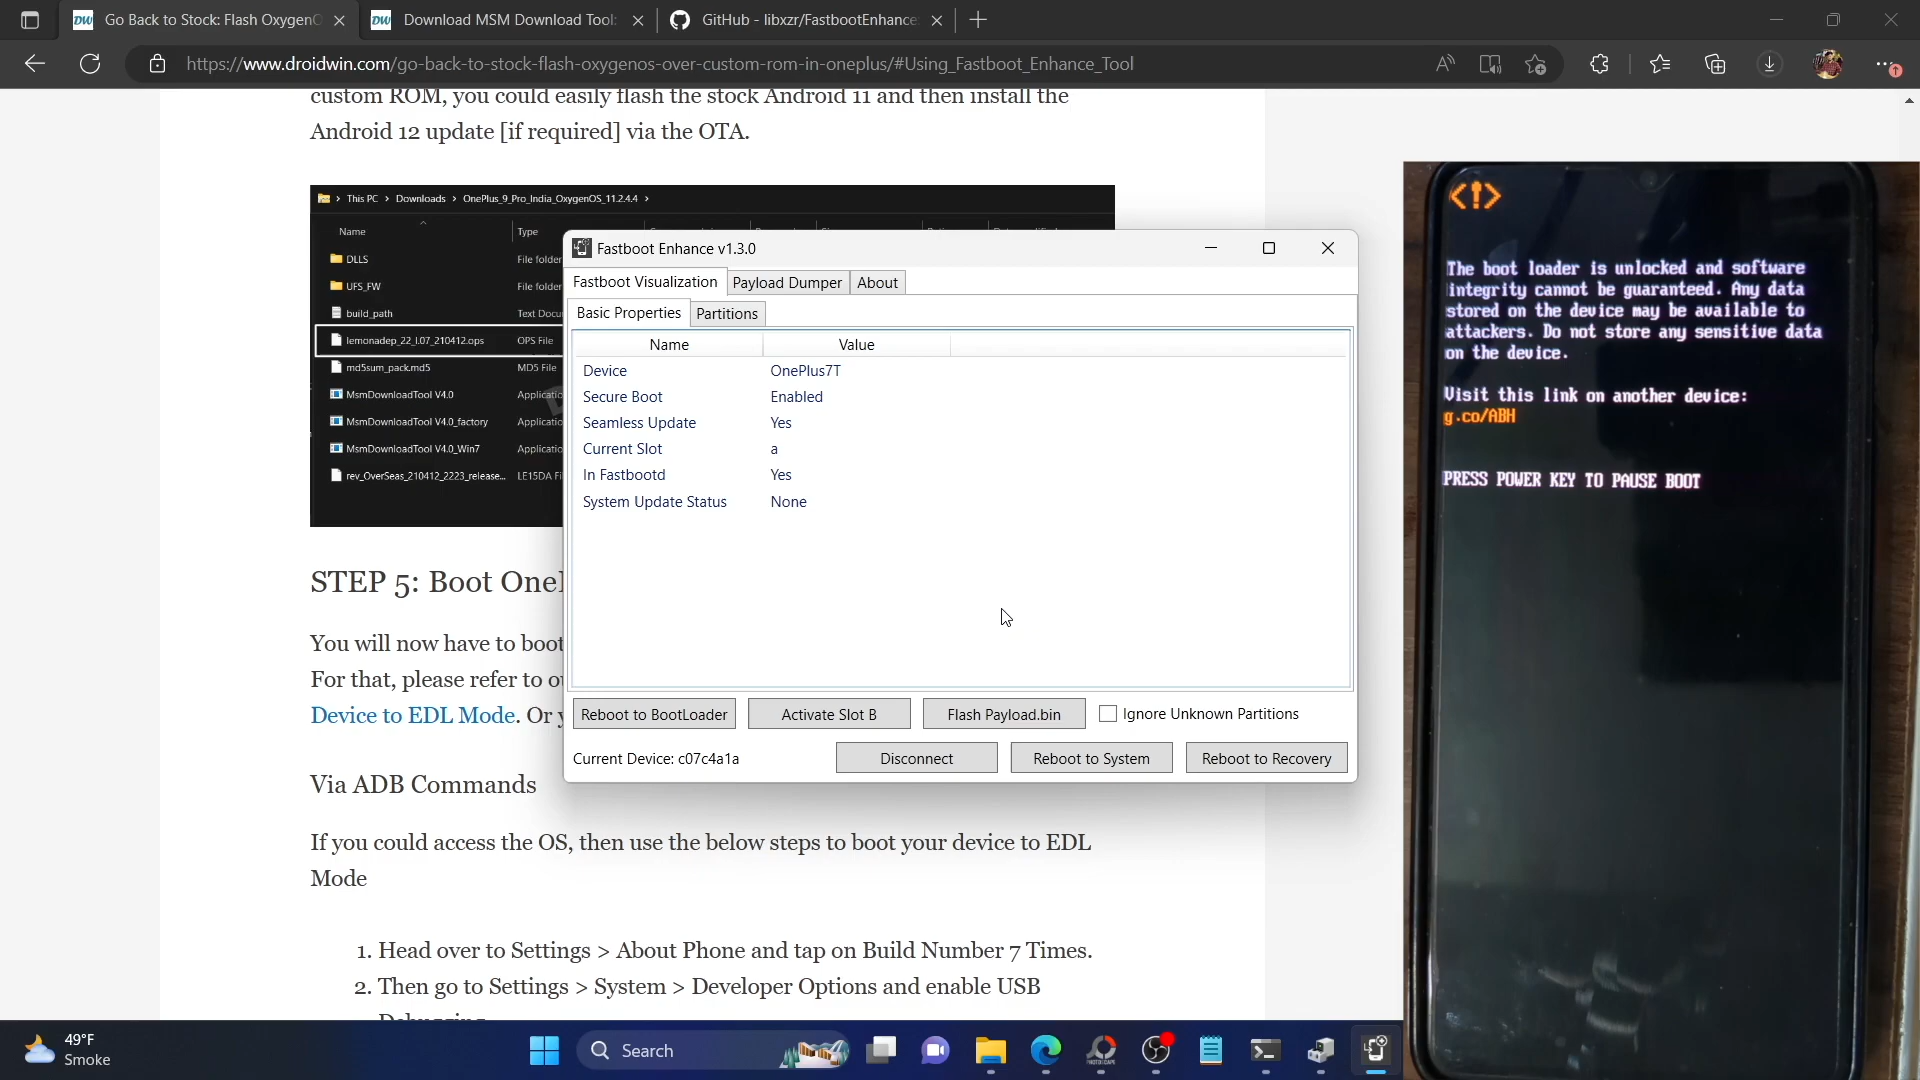 Go Back to Stock: Flash Oxygen
Download MSM Download Tool:
GitHub - libxzr/FastbootEnhance:
https://www.droidwin.com/go-back-to-stock-flash-oxygenos-over-custom-rom-in-oneplus/#Using_Fastboot_Enhance_Tool
custom ROM, you could easily flash the stock Android 11 and then install the
Android 12 update [if required] via the OTA.
This PC > Downloads > OnePlus_9_Pro_India_OxygenOS_11.2.4.4 >
Name
Type
DLLS
File folder
UFS_FW
File folder
build_path
Text Docu
lemonadep_22_I.07_210412.ops
OPS File
md5sum_pack.md5
MD5 File
MsmDownloadTool V4.0
Applicatio
MsmDownloadTool V4.0_factory
Applicatio
MsmDownloadTool V4.0_Win7
Applicatio
rev_OverSeas_210412_2223_release...
LE15DA Fi
Fastboot Enhance v1.3.0
Fastboot Visualization
Payload Dumper
About
Basic Properties
Partitions
Name
Value
Device
OnePlus7T
Secure Boot
Enabled
Seamless Update
Yes
Current Slot
a
In Fastbootd
Yes
System Update Status
None
Reboot to BootLoader
Activate Slot B
Flash Payload.bin
Ignore Unknown Partitions
Current Device: c07c4a1a
Disconnect
Reboot to System
Reboot to Recovery
STEP 5: Boot One
You will now have to boot
For that, please refer to o
Device to EDL Mode. Or y
Via ADB Commands
If you could access the OS, then use the below steps to boot your device to EDL
Mode
1. Head over to Settings > About Phone and tap on Build Number 7 Times.
2. Then go to Settings > System > Developer Options and enable USB
Debugging
<!>
The boot loader is unlocked and software
integrity cannot be guaranteed. Any data
stored on the device may be available to
attackers. Do not store any sensitive data
on the device.
Visit this link on another device:
g.co/ABH
PRESS POWER KEY TO PAUSE BOOT
49°F
Smoke
Search